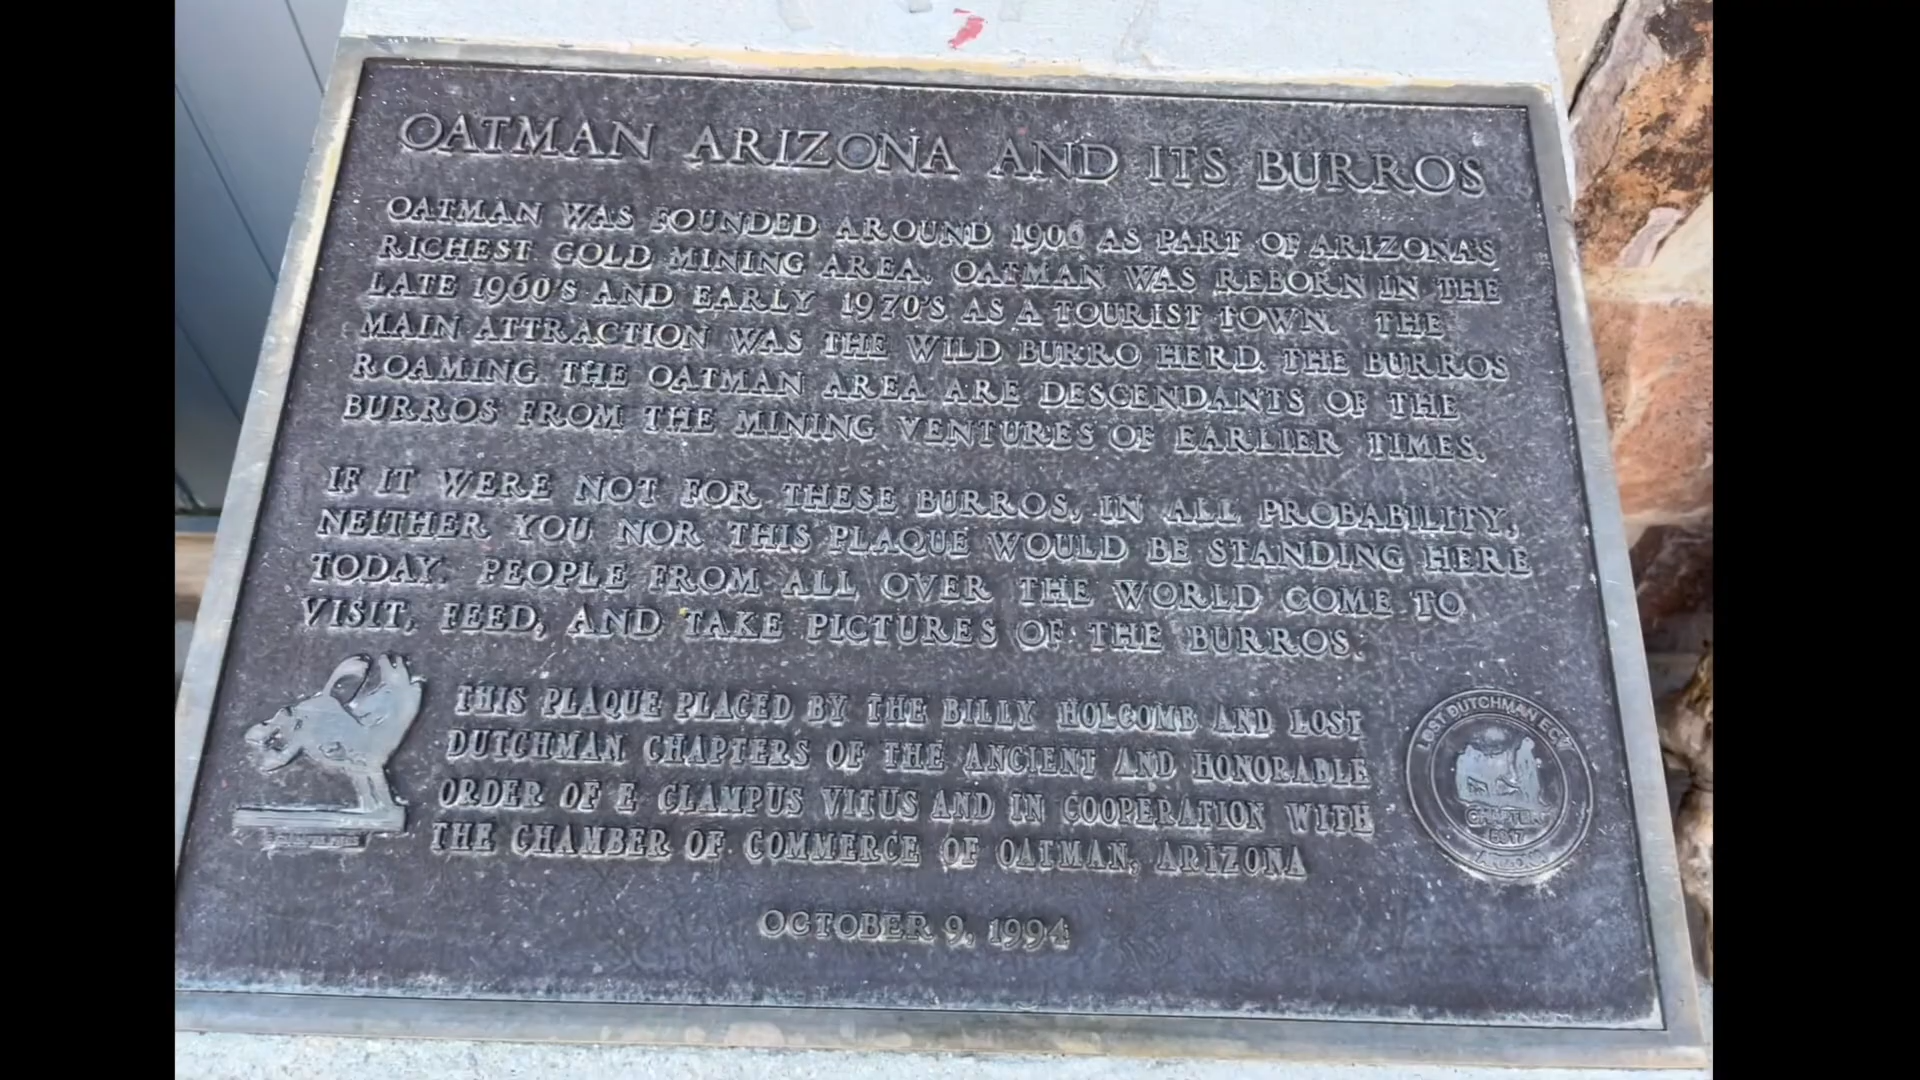 OATMAN ARIZONA AND ITS BURROS
OATMAN WAS FOUNDED AROUND 1906 AS PART OF ARIZONA'S
RICHEST GOLD MINING AREA. OATMAN WAS REBORN IN THE
LATE 1960'S AND EARLY 1970'S AS A TOURIST TOWN. THE
MAIN ATTRACTION WAS THE WILD BURRO HERD. THE BURROS
ROAMING THE OATMAN AREA ARE DESCENDANTS OF THE
BURROS FROM THE MINING VENTURES OF EARLIER TIMES.
IF IT WERE NOT FOR THESE BURROS, IN ALL PROBABILITY,
NEITHER YOU NOR THIS PLAQUE WOULD BE STANDING HERE
TODAY. PEOPLE FROM ALL OVER THE WORLD COME TO
VISIT, FEED, AND TAKE PICTURES OF THE BURROS.
THIS PLAQUE PLACED BY THE BILLY HOLCOMB AND LOST
DUTCHMAN CHAPTERS OF THE ANCIENT AND HONORABLE
ORDER OF E CLAMPUS VITUS AND IN COOPERATION WITH
THE CHAMBER OF COMMERCE OF OATMAN, ARIZONA
LOST DUTCHMAN ECV
CHAPTER
5917
ARIZONA
OCTOBER 9, 1994